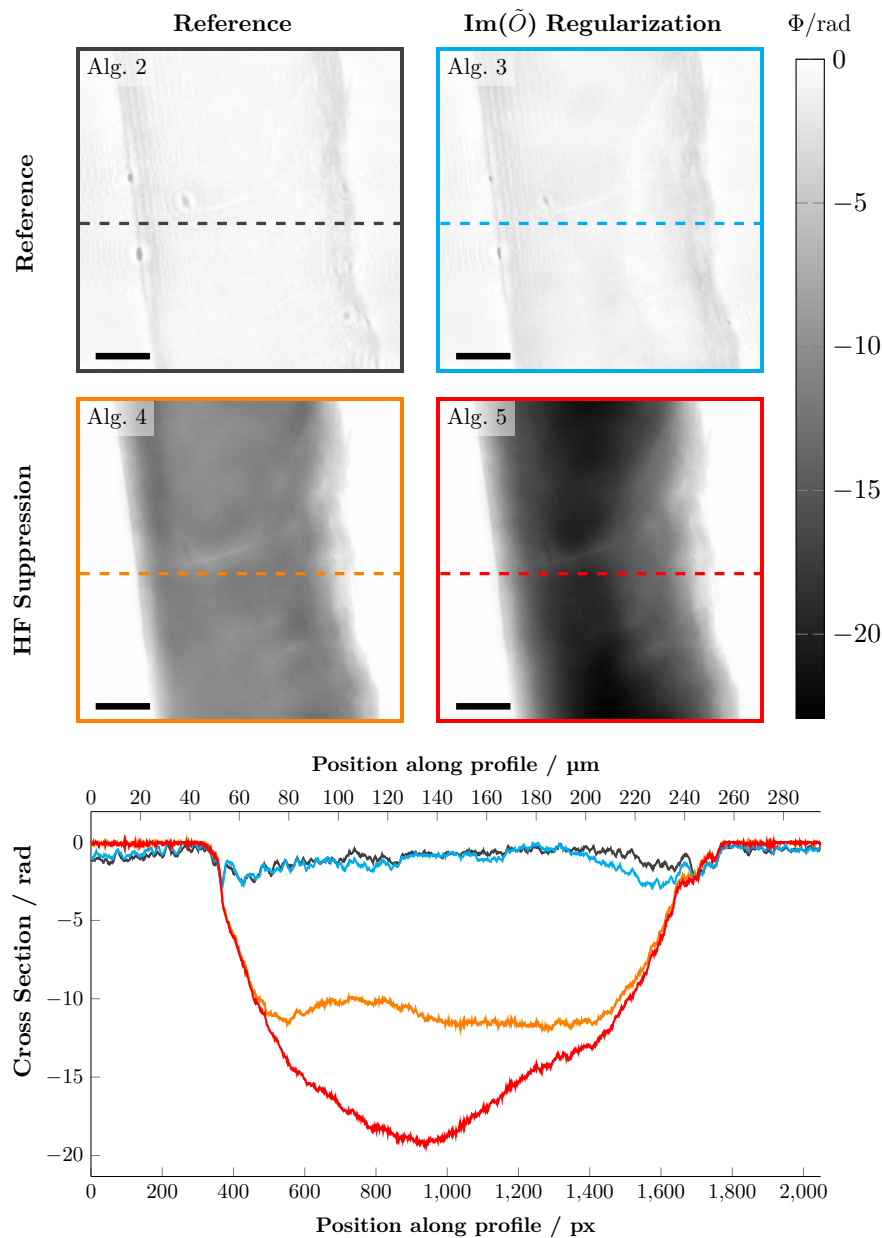 Reference
Im(Õ) Regularization
Φ/rad
Reference
Alg. 2
Alg. 3
HF Suppression
Alg. 4
Alg. 5
0
−5
−10
−15
−20
Position along profile / µm
0 20 40 60 80 100 120 140 160 180 200 220 240 260 280
Cross Section / rad
0
−5
−10
−15
−20
0 200 400 600 800 1,000 1,200 1,400 1,600 1,800 2,000
Position along profile / px